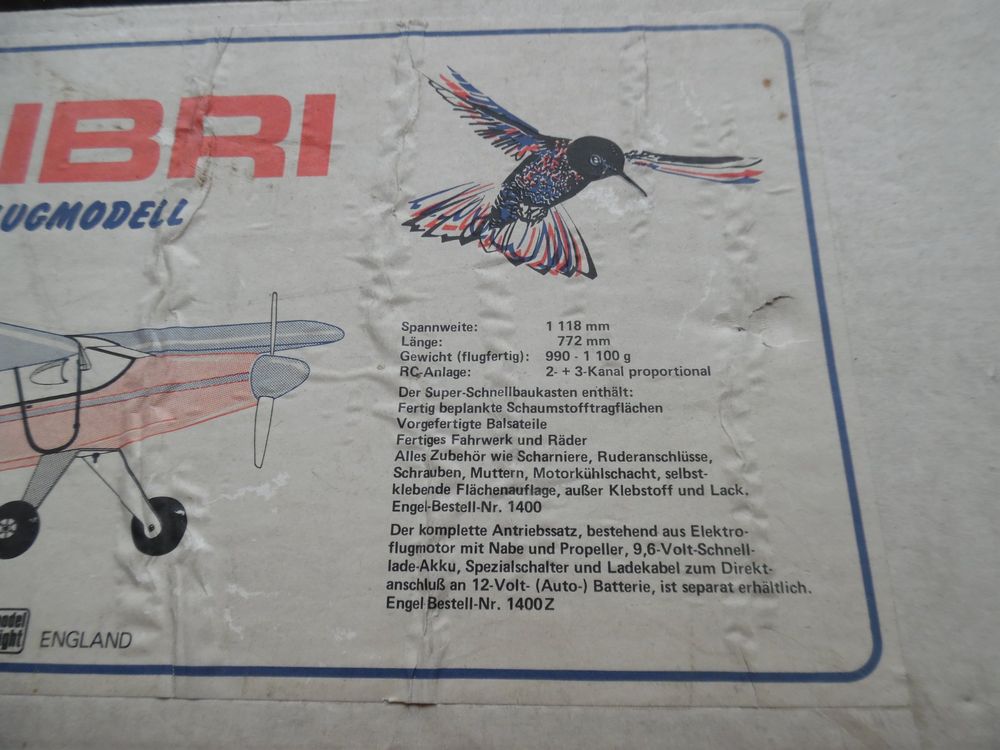 IBRI
UGMODELL
Spannweite: 1 118 mm
Länge: 772 mm
Gewicht (flugfertig): 990 - 1 100 g
RC-Anlage: 2- + 3-Kanal proportional
Der Super-Schnellbaukasten enthält:
Fertig beplankte Schaumstofftragflächen
Vorgefertigte Balsateile
Fertiges Fahrwerk und Räder
Alles Zubehör wie Scharniere, Ruderanschlüsse,
Schrauben, Muttern, Motorkühlschacht, selbst-
klebende Flächenauflage, außer Klebstoff und Lack.
Engel-Bestell-Nr. 1400
Der komplette Antriebssatz, bestehend aus Elektro-
flugmotor mit Nabe und Propeller, 9,6-Volt-Schnell-
lade-Akku, Spezialschalter und Ladekabel zum Direkt-
anschluß an 12-Volt- (Auto-) Batterie, ist separat erhältlich.
Engel-Bestell-Nr. 1400 Z
odel
ight
ENGLAND